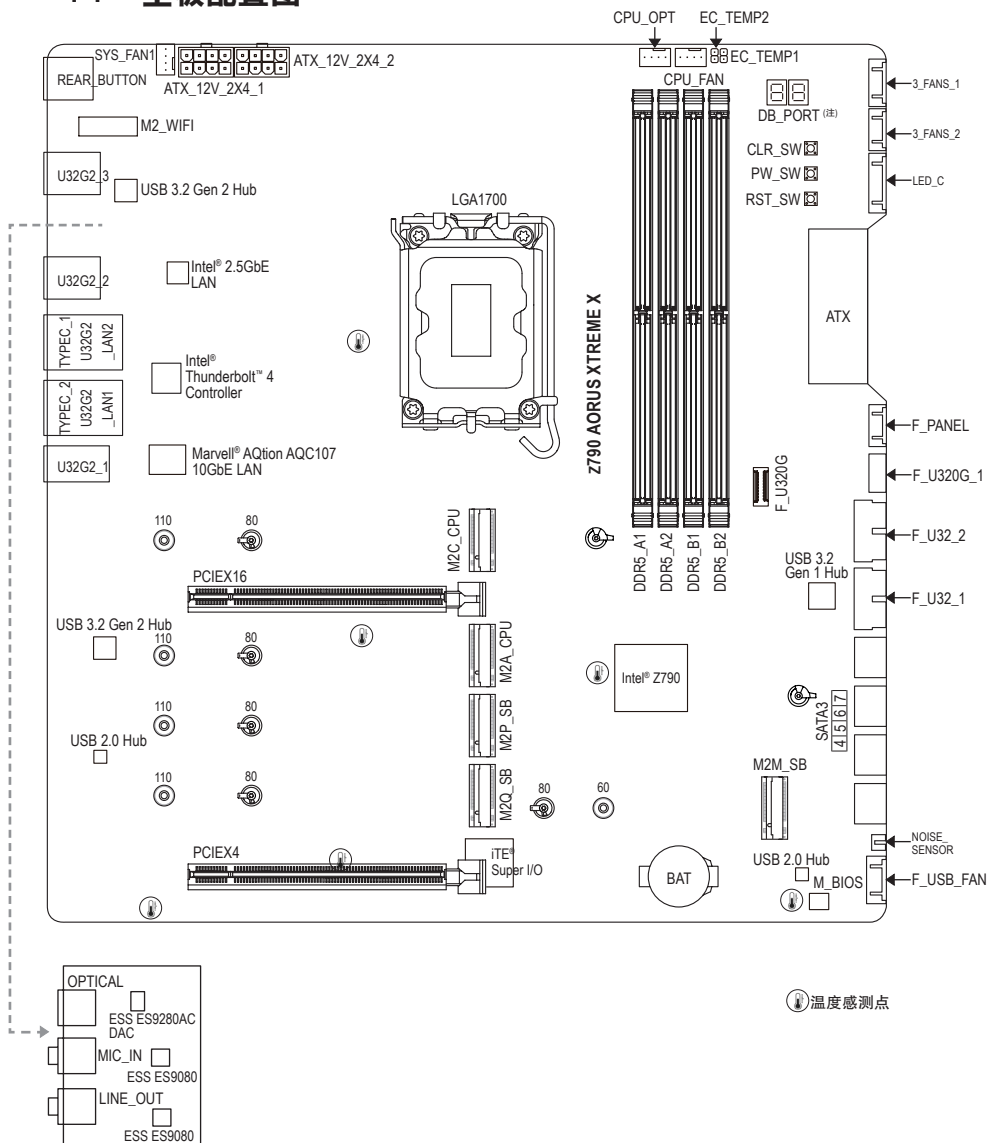 CPU_OPT EC_TEMP2
SYS_FAN1
ATX_12V_2X4_2
EC_TEMP1
REAR_BUTTON
ATX_12V_2X4_1
CPU_FAN
3_FANS_1
DB_PORT (注)
M2_WIFI
3_FANS_2
CLR_SW
U32G2_3
USB 3.2 Gen 2 Hub
PW_SW
LED_C
LGA1700
RST_SW
U32G2_2
Intel® 2.5GbE
LAN
TYPEC_1
U32G2
_LAN2
ATX
Z790 AORUS XTREME X
Intel®
Thunderbolt™ 4
Controller
TYPEC_2
U32G2
_LAN1
F_PANEL
U32G2_1
Marvell® AQtion AQC107
10GbE LAN
F_U320G
F_U320G_1
110
80
M2C_CPU
DDR5_A1
DDR5_A2
DDR5_B1
DDR5_B2
F_U32_2
USB 3.2
Gen 1 Hub
PCIEX16
F_U32_1
USB 3.2 Gen 2 Hub
110
80
M2A_CPU
Intel® Z790
110
80
M2P_SB
SATA3
4 5 6 7
USB 2.0 Hub
110
80
M2Q_SB
80
60
M2M_SB
NOISE_
SENSOR
PCIEX4
iTE®
Super I/O
BAT
USB 2.0 Hub
M_BIOS
F_USB_FAN
温度感测点
OPTICAL
ESS ES9280AC
DAC
MIC_IN
ESS ES9080
LINE_OUT
ESS ES9080